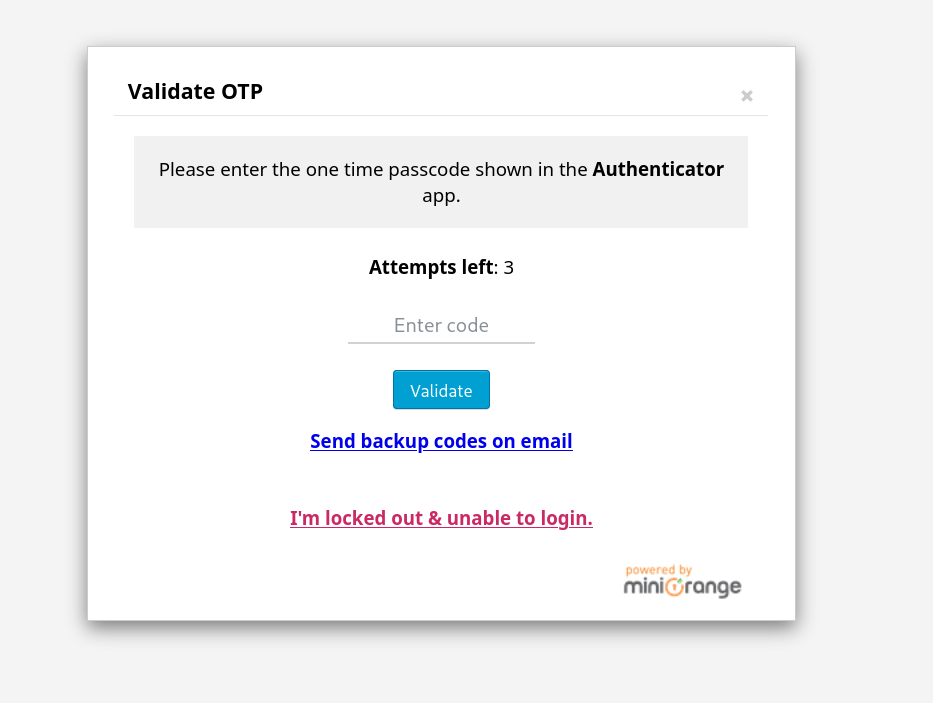 Validate OTP
×
Please enter the one time passcode shown in the Authenticator
app.
Attempts left: 3
Enter code
Validate
Send backup codes on email
I'm locked out & unable to login.
powered by
miniOrange